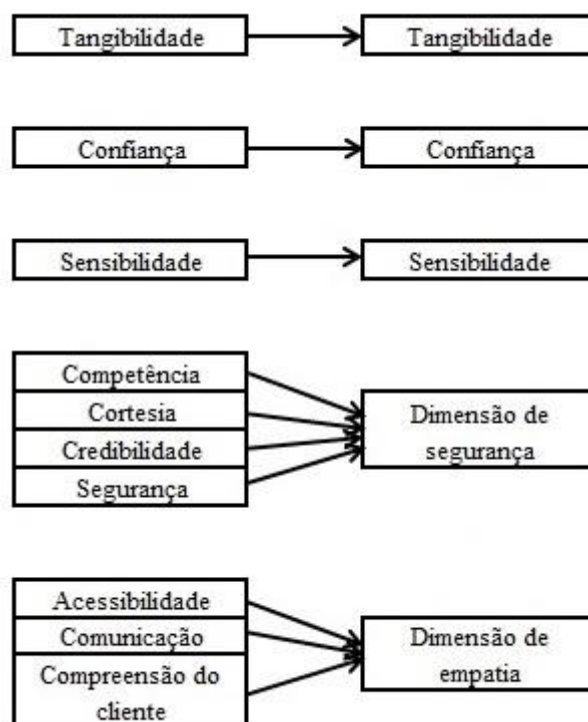 Tangibilidade
Tangibilidade
Confiança
Confiança
Sensibilidade
Sensibilidade
Competência
Cortesia
Credibilidade
Segurança
Dimensão de
segurança
Acessibilidade
Comunicação
Compreensão do
cliente
Dimensão de
empatia